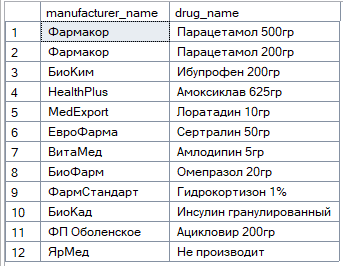 manufacturer_name drug_name
1 Фармакор Парацетамол 500гр
2 Фармакор Парацетамол 200гр
3 БиоКим Ибупрофен 200гр
4 HealthPlus Амоксиклав 625гр
5 MedExport Лоратадин 10гр
6 ЕвроФарма Сертралин 50гр
7 ВитаМед Амлодипин 5гр
8 БиоФарм Омепразол 20гр
9 ФармСтандарт Гидрокортизон 1%
10 БиоКад Инсулин гранулированный
11 ФП Оболенское Ацикловир 200гр
12 ЯрМед Не производит